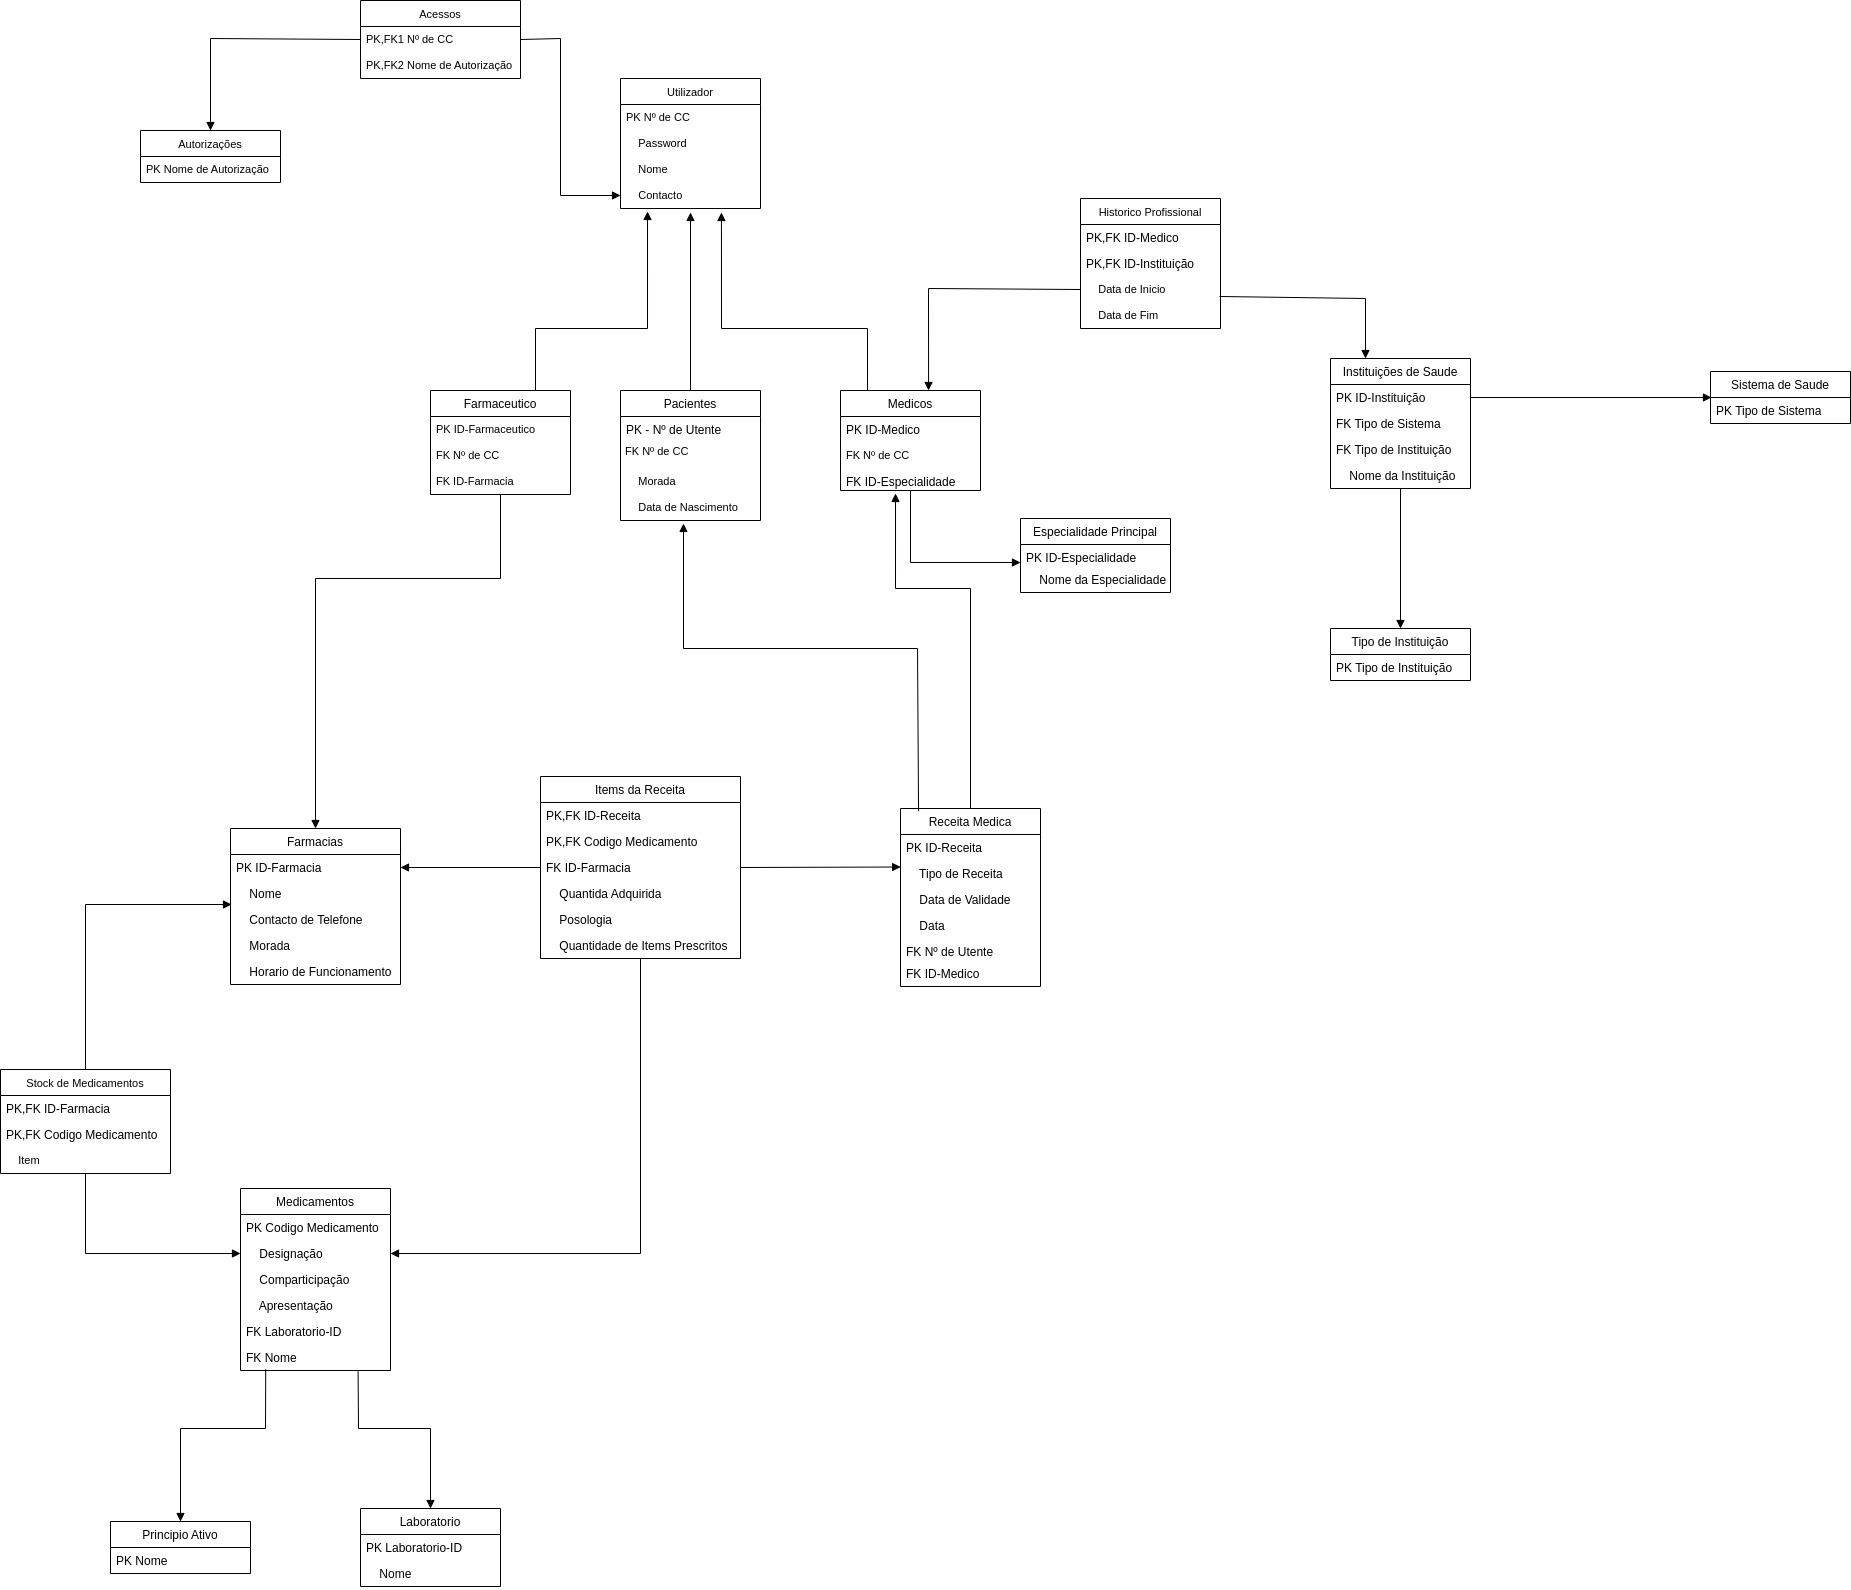 Acessos
PK,FK1 Nº de CC
PK,FK2 Nome de Autorização
Utilizador
PK Nº de CC
Password
Nome
Contacto
Autorizações
PK Nome de Autorização
Historico Profissional
PK,FK ID-Medico
PK,FK ID-Instituição
Data de Inicio
Data de Fim
Instituições de Saude
PK ID-Instituição
FK Tipo de Sistema
FK Tipo de Instituição
Nome da Instituição
Sistema de Saude
PK Tipo de Sistema
Farmaceutico
PK ID-Farmaceutico
FK Nº de CC
FK ID-Farmacia
Pacientes
PK - Nº de Utente
FK Nº de CC
Morada
Data de Nascimento
Medicos
PK ID-Medico
FK Nº de CC
FK ID-Especialidade
Especialidade Principal
PK ID-Especialidade
Nome da Especialidade
Tipo de Instituição
PK Tipo de Instituição
Items da Receita
PK,FK ID-Receita
PK,FK Codigo Medicamento
FK ID-Farmacia
Quantida Adquirida
Posologia
Quantidade de Items Prescritos
Receita Medica
PK ID-Receita
Tipo de Receita
Data de Validade
Data
FK Nº de Utente
FK ID-Medico
Farmacias
PK ID-Farmacia
Nome
Contacto de Telefone
Morada
Horario de Funcionamento
Stock de Medicamentos
PK,FK ID-Farmacia
PK,FK Codigo Medicamento
Item
Medicamentos
PK Codigo Medicamento
Designação
Comparticipação
Apresentação
FK Laboratorio-ID
FK Nome
Principio Ativo
PK Nome
Laboratorio
PK Laboratorio-ID
Nome